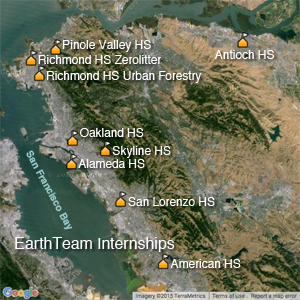 Pinole Valley HS
Antioch HS
Richmond HS Zerolitter
Richmond HS Urban Forestry
Oakland HS
Skyline HS
Alameda HS
San Francisco Bay
San Lorenzo HS
EarthTeam Internships
American HS
Google
Imagery ©2015 TerraMetrics
Terms of use
Report a map error